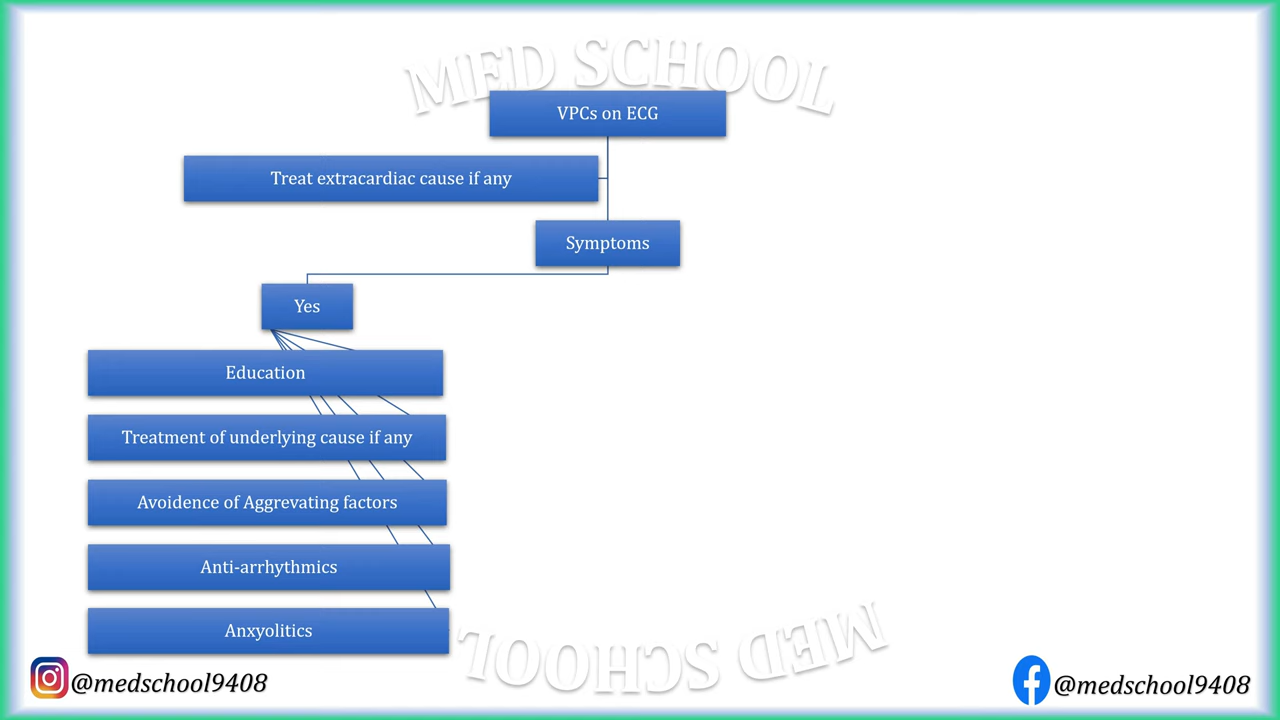 MED SCHOOL
VPCs on ECG
Treat extracardiac cause if any
Symptoms
Yes
Education
Treatment of underlying cause if any
Avoidence of Aggrevating factors
Anti-arrhythmics
Anxyolitics
MED SCHOOL
@medschool9408
@medschool9408